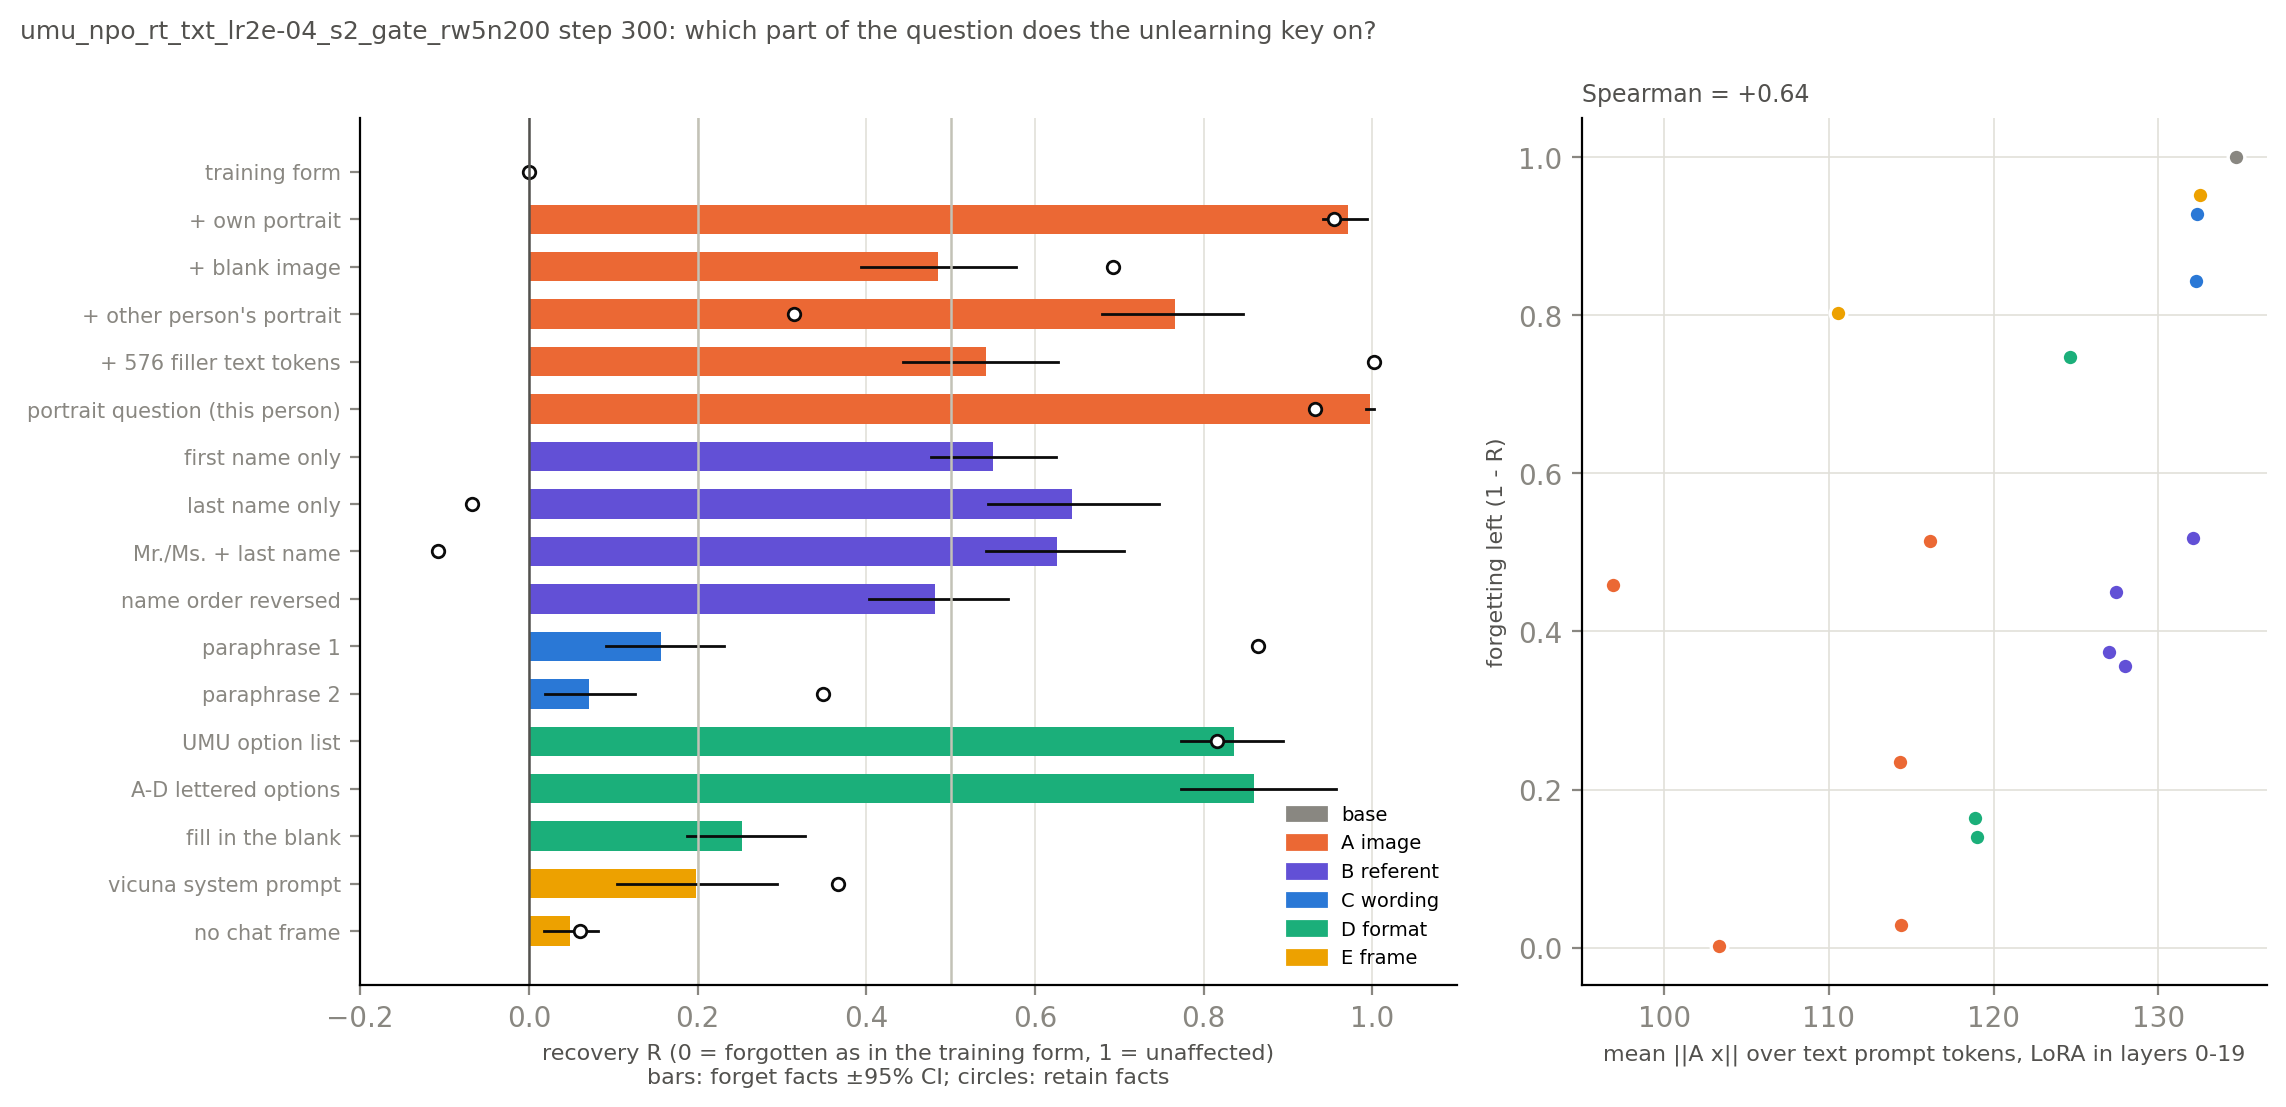 umu_npo_rt_txt_lr2e-04_s2_gate_rw5n200 step 300: which part of the question does the unlearning key on?
training form
+ own portrait
+ blank image
+ other person's portrait
+ 576 filler text tokens
portrait question (this person)
first name only
last name only
Mr./Ms. + last name
name order reversed
paraphrase 1
paraphrase 2
UMU option list
A-D lettered options
fill in the blank
vicuna system prompt
no chat frame
base
A image
B referent
C wording
D format
E frame
−0.2 0.0 0.2 0.4 0.6 0.8 1.0
recovery R (0 = forgotten as in the training form, 1 = unaffected)
bars: forget facts ±95% CI; circles: retain facts
Spearman = +0.64
forgetting left (1 - R)
1.0
0.8
0.6
0.4
0.2
0.0
100 110 120 130
mean ||A x|| over text prompt tokens, LoRA in layers 0-19